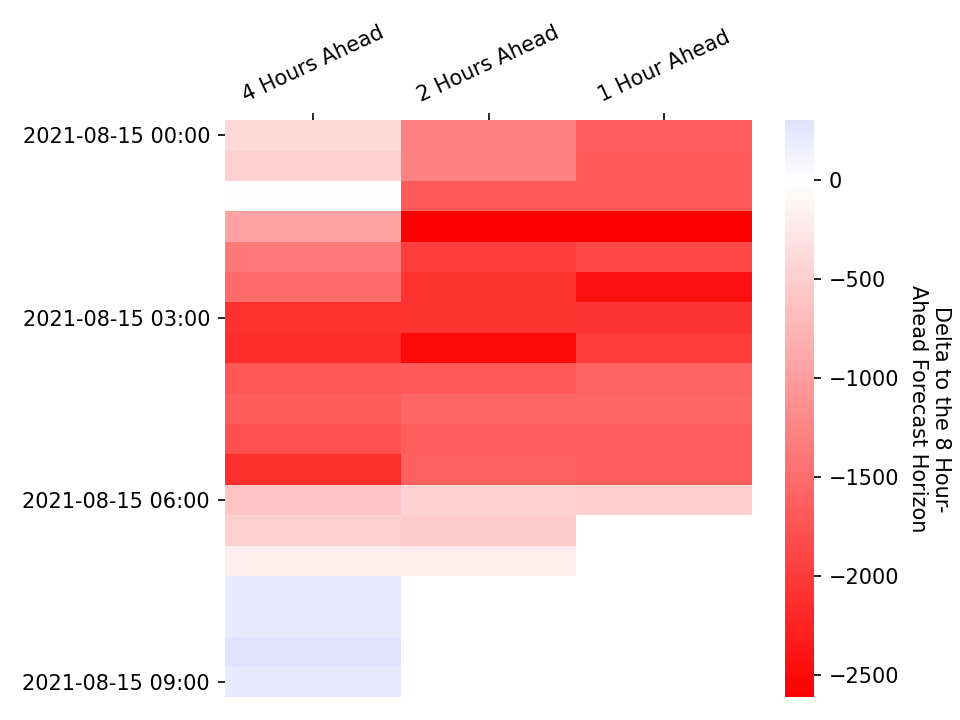 4 Hours Ahead
2 Hours Ahead
1 Hour Ahead
2021-08-15 00:00
2021-08-15 03:00
2021-08-15 06:00
2021-08-15 09:00
0
−500
−1000
−1500
−2000
−2500
Delta to the 8 Hour-
Ahead Forecast Horizon